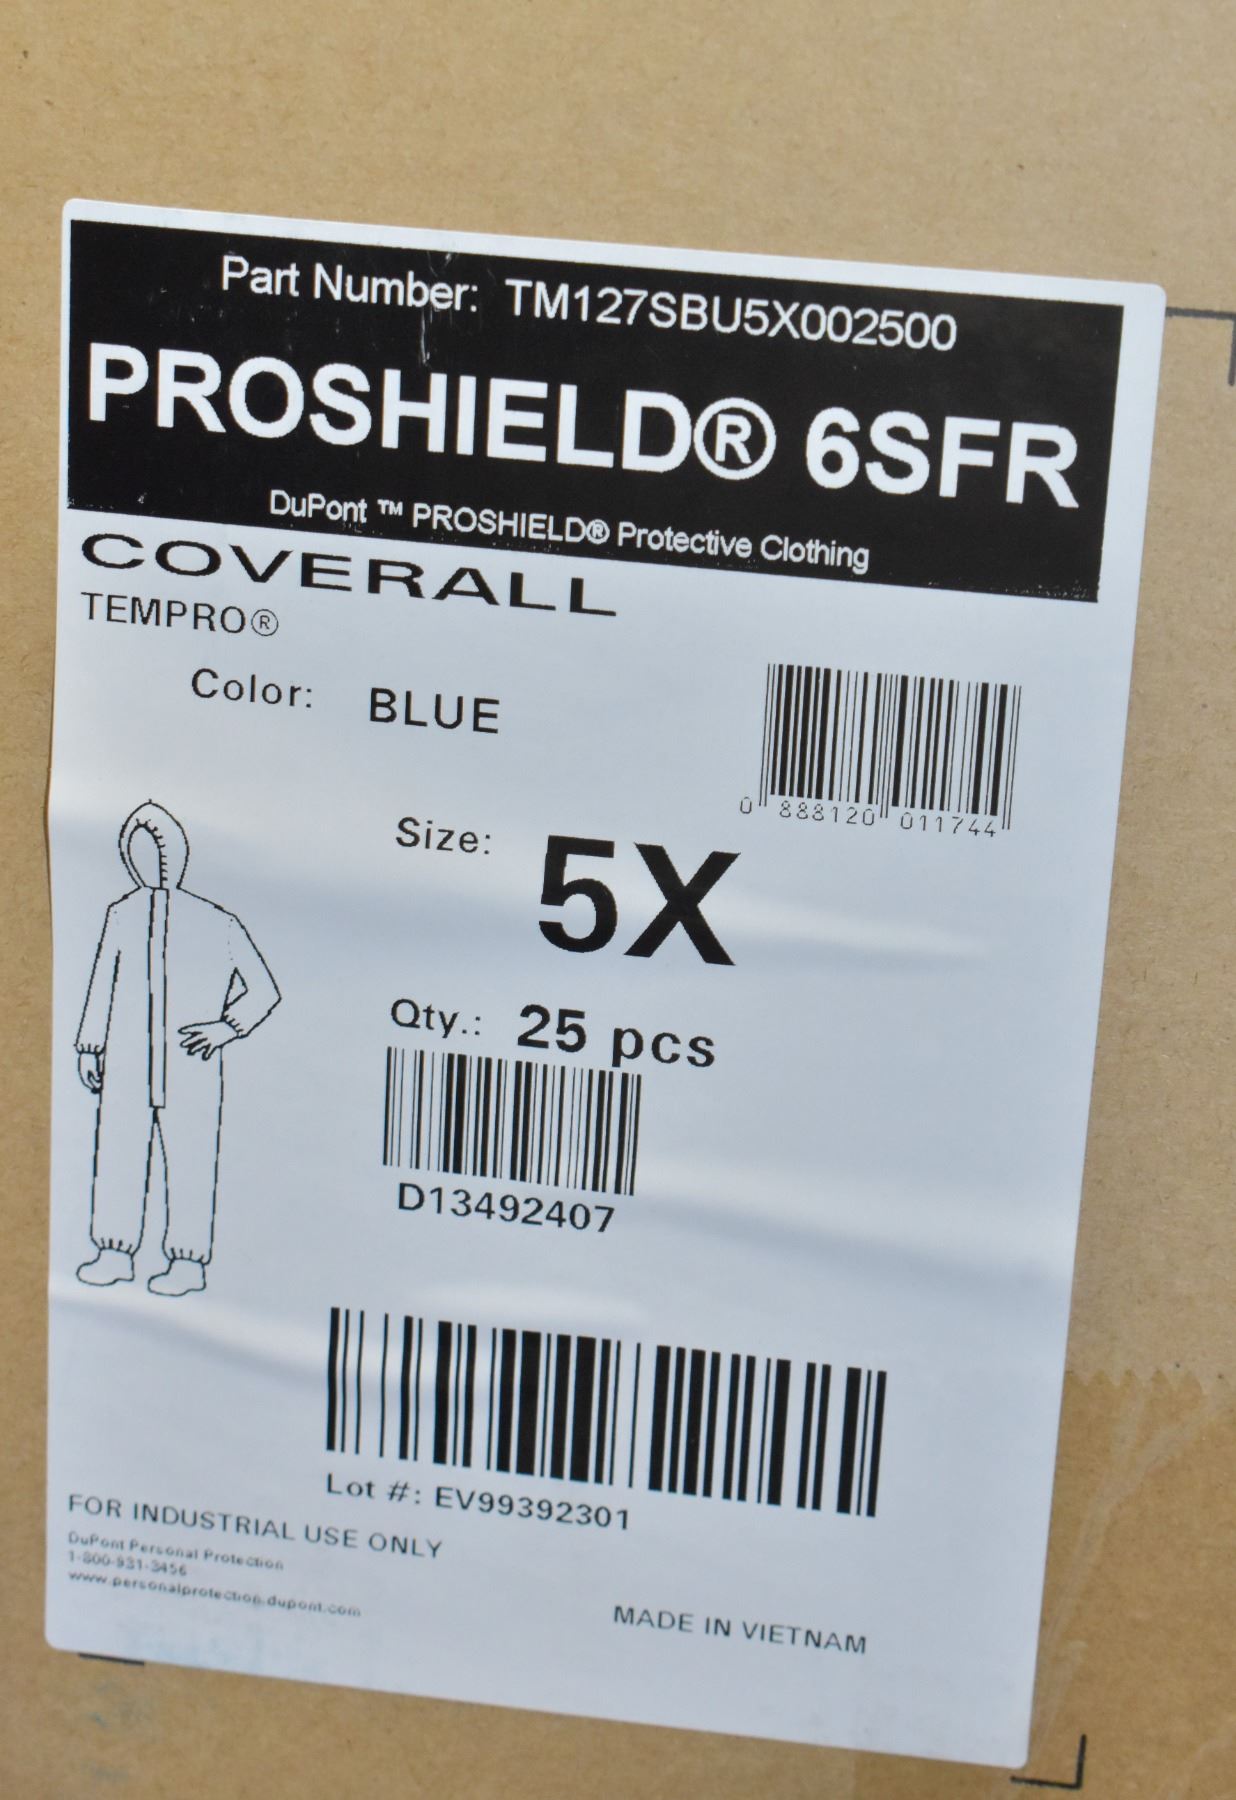 Part Number: TM127SBU5X002500
PROSHIELD® 6SFR
DuPont ™ PROSHIELD® Protective Clothing
COVERALL
TEMPRO®
Color: BLUE
0 888120 011744
Size: 5X
Qty.: 25 pcs
D13492407
Lot #: EV99392301
FOR INDUSTRIAL USE ONLY
DuPont Personal Protection
1-800-931-3456
www.personalprotection.dupont.com
MADE IN VIETNAM